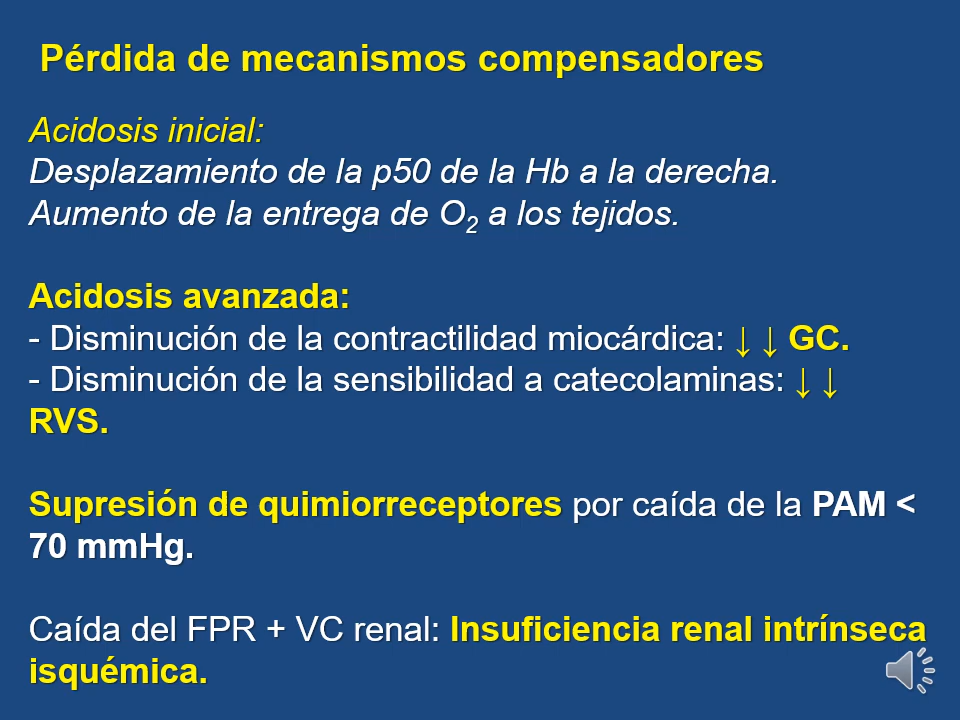 Pérdida de mecanismos compensadores
Acidosis inicial:
Desplazamiento de la p50 de la Hb a la derecha.
Aumento de la entrega de O₂ a los tejidos.
Acidosis avanzada:
- Disminución de la contractilidad miocárdica: ↓ ↓ GC.
- Disminución de la sensibilidad a catecolaminas: ↓ ↓
RVS.
Supresión de quimiorreceptores por caída de la PAM <
70 mmHg.
Caída del FPR + VC renal: Insuficiencia renal intrínseca
isquémica.